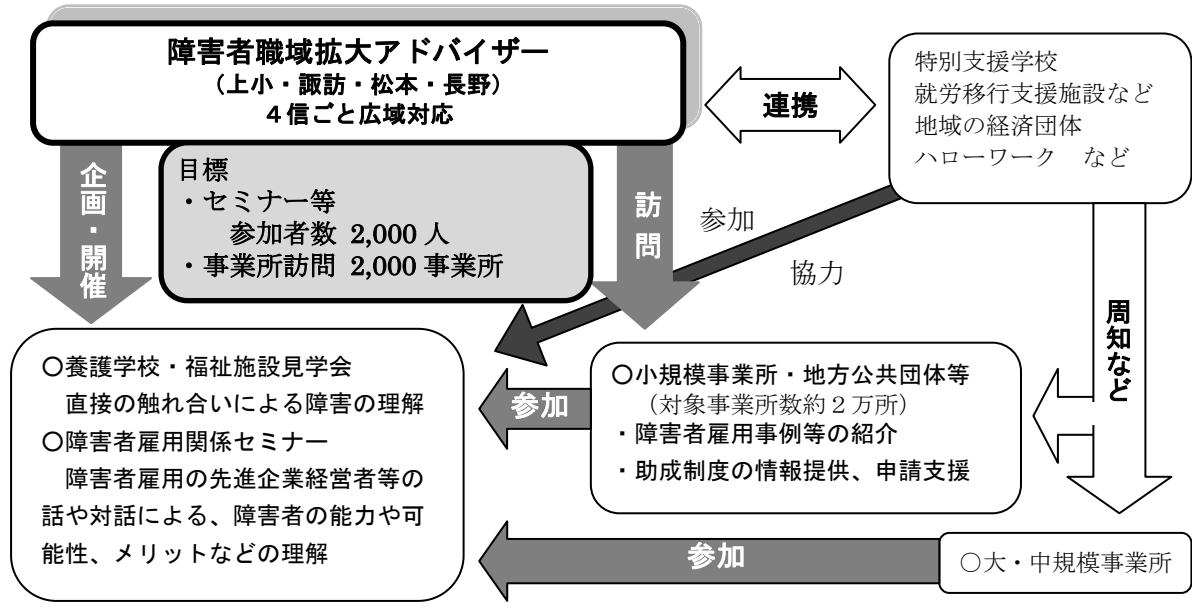 障害者職域拡大アドバイザー
（上小・諏訪・松本・長野）
４信ごと広域対応
連携
特別支援学校
就労移行支援施設など
地域の経済団体
ハローワーク　など
企画・開催
目標
・セミナー等
参加者数 2,000 人
・事業所訪問 2,000 事業所
訪問
参加
協力
周知など
○養護学校・福祉施設見学会
直接の触れ合いによる障害の理解
○障害者雇用関係セミナー
障害者雇用の先進企業経営者等の
話や対話による、障害者の能力や可
能性、メリットなどの理解
参加
○小規模事業所・地方公共団体等
（対象事業所数約２万所）
・障害者雇用事例等の紹介
・助成制度の情報提供、申請支援
参加
○大・中規模事業所